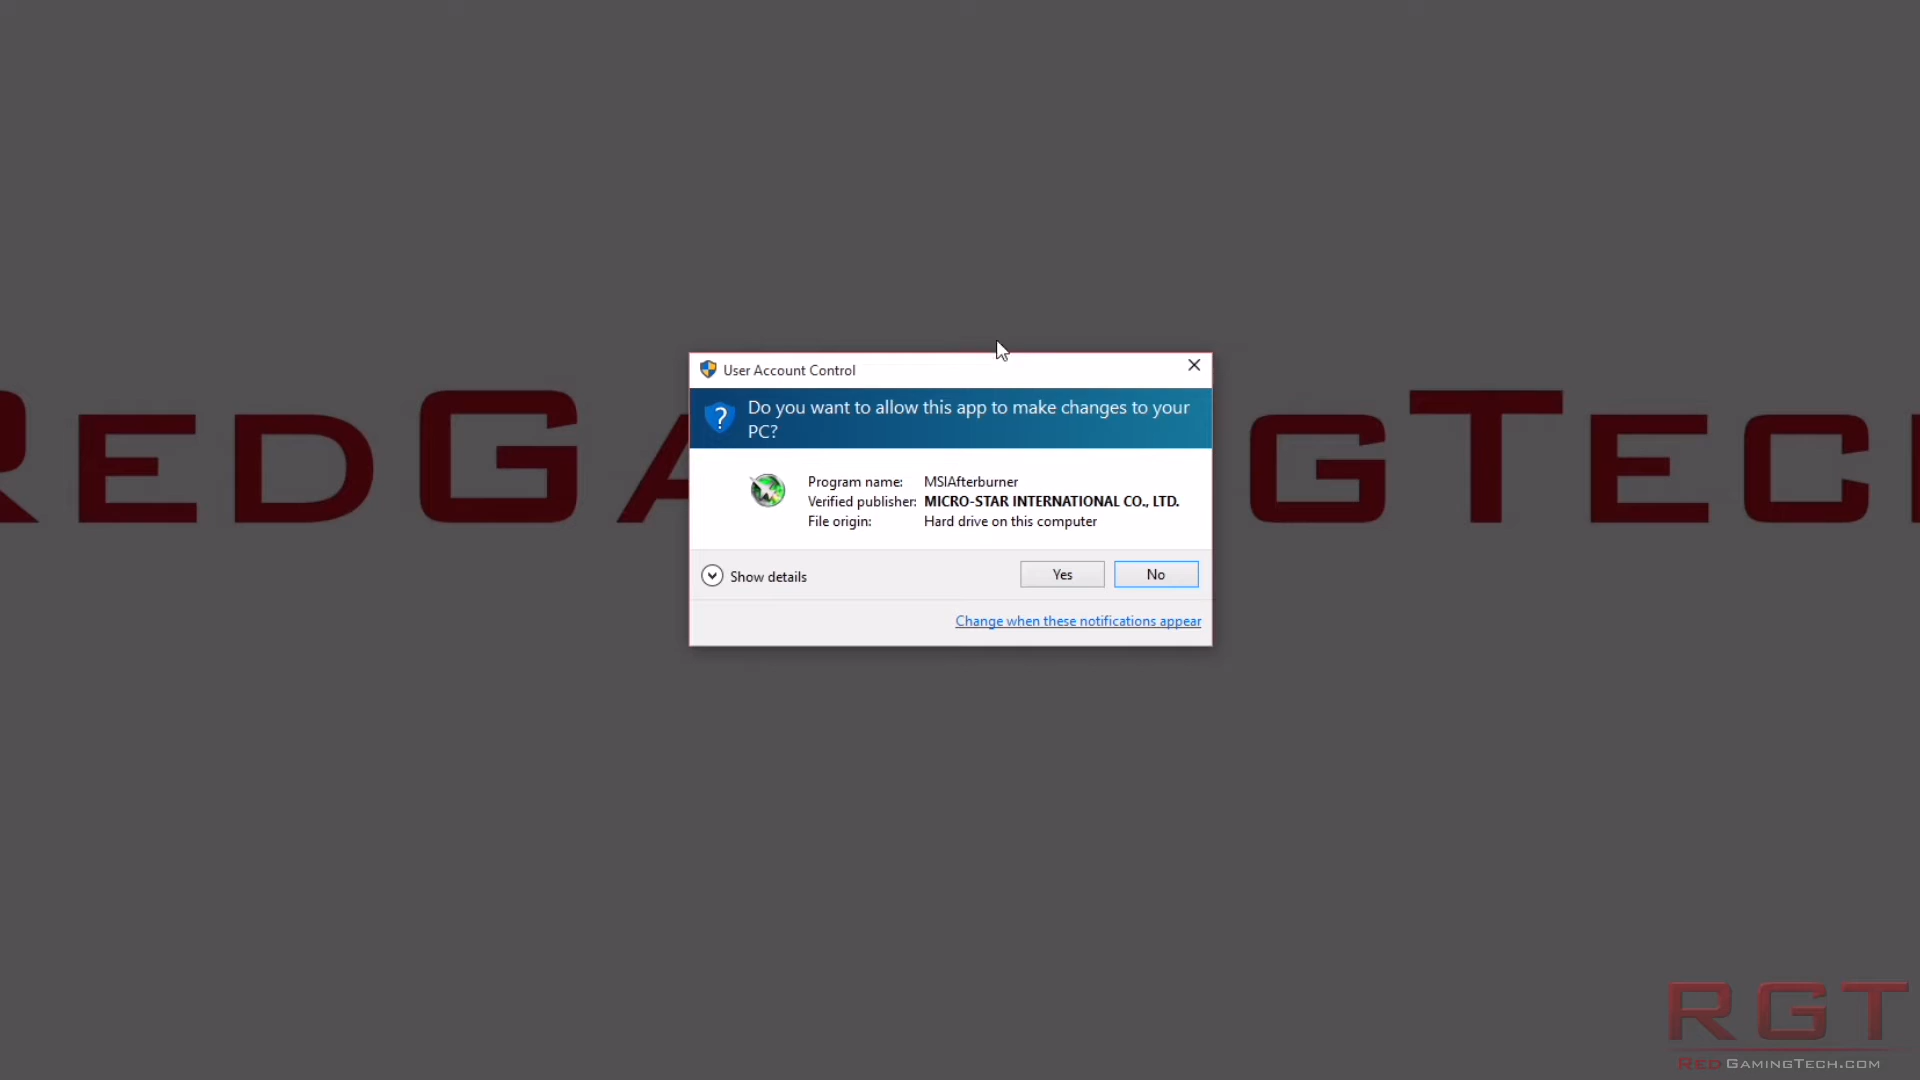 User Account Control
Do you want to allow this app to make changes to your
PC?
REDGA
GTEC
Program name: MSIAfterburner
Verified publisher: MICRO-STAR INTERNATIONAL CO., LTD.
File origin: Hard drive on this computer
Show details
Yes
No
Change when these notifications appear
RGT
REDGAMINGTECH.COM